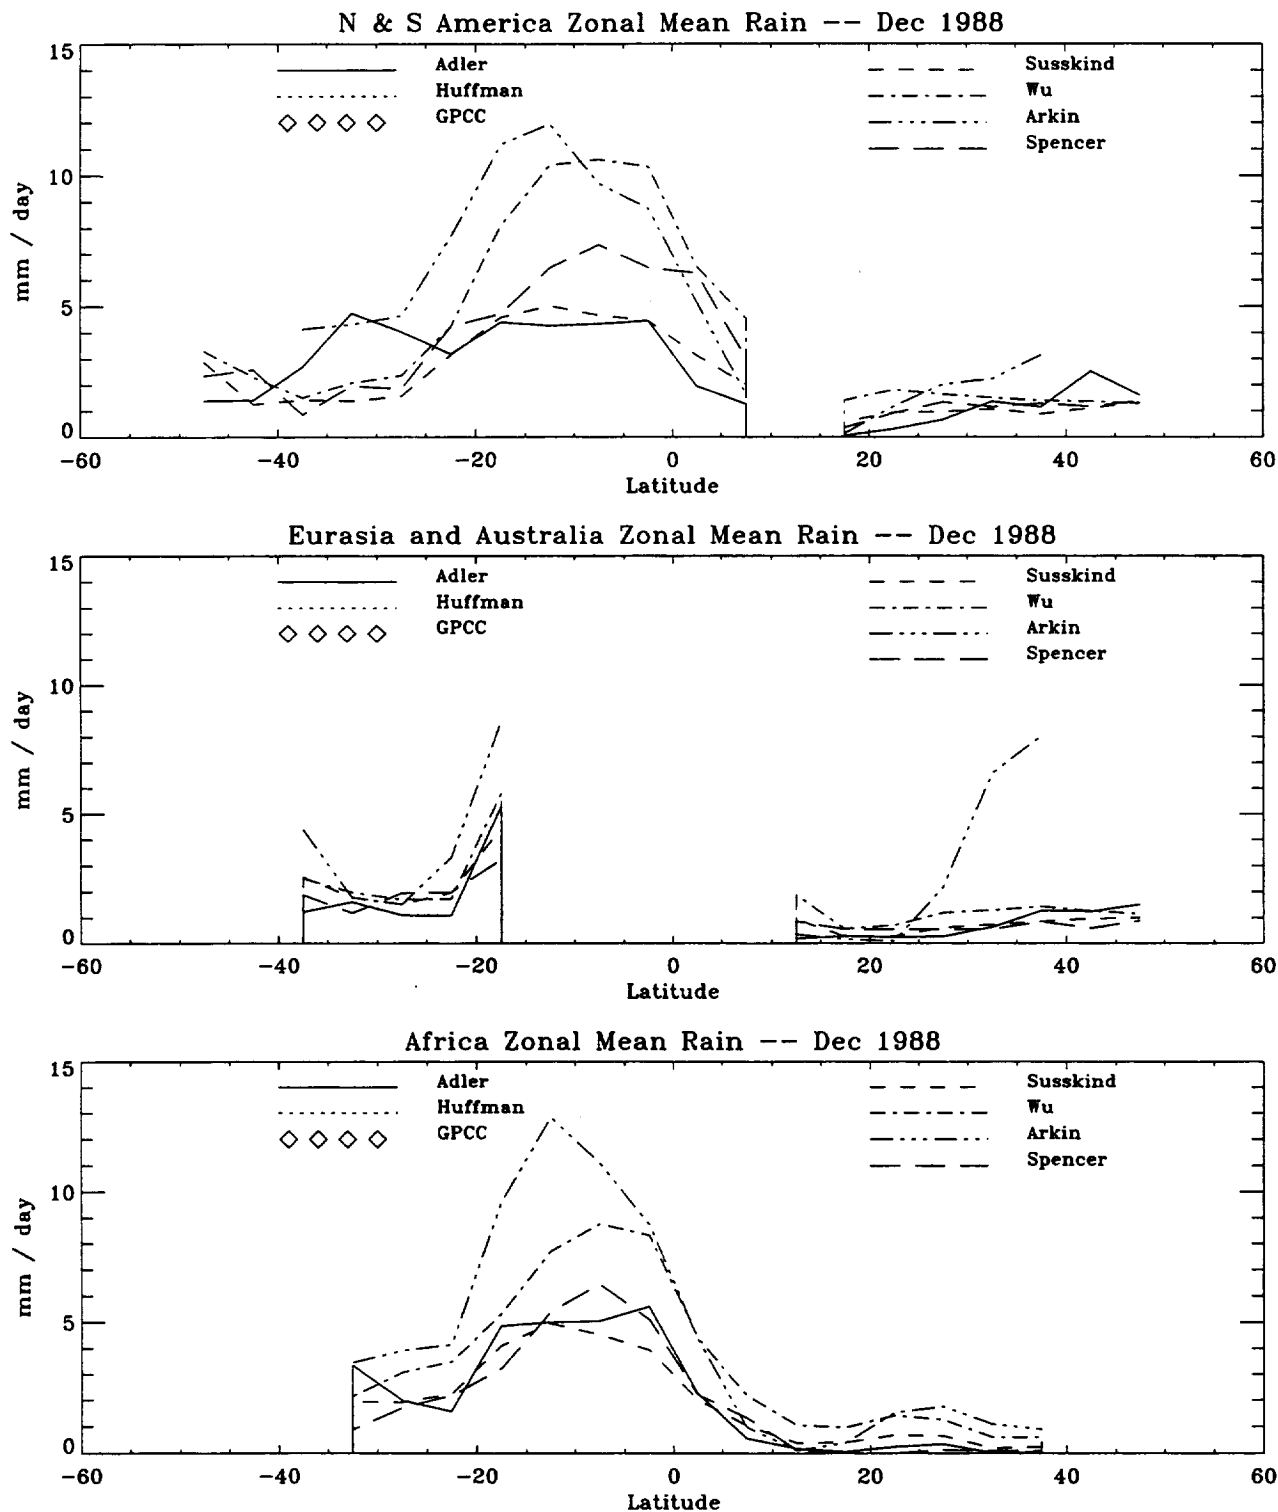 N & S America Zonal Mean Rain -- Dec 1988
15
10
5
0
mm / day
Adler
Huffman
GPCC
Susskind
Wu
Arkin
Spencer
-60 -40 -20 0 20 40 60
Latitude
Eurasia and Australia Zonal Mean Rain -- Dec 1988
15
10
5
0
mm / day
Adler
Huffman
GPCC
Susskind
Wu
Arkin
Spencer
-60 -40 -20 0 20 40 60
Latitude
Africa Zonal Mean Rain -- Dec 1988
15
10
5
0
mm / day
Adler
Huffman
GPCC
Susskind
Wu
Arkin
Spencer
-60 -40 -20 0 20 40 60
Latitude